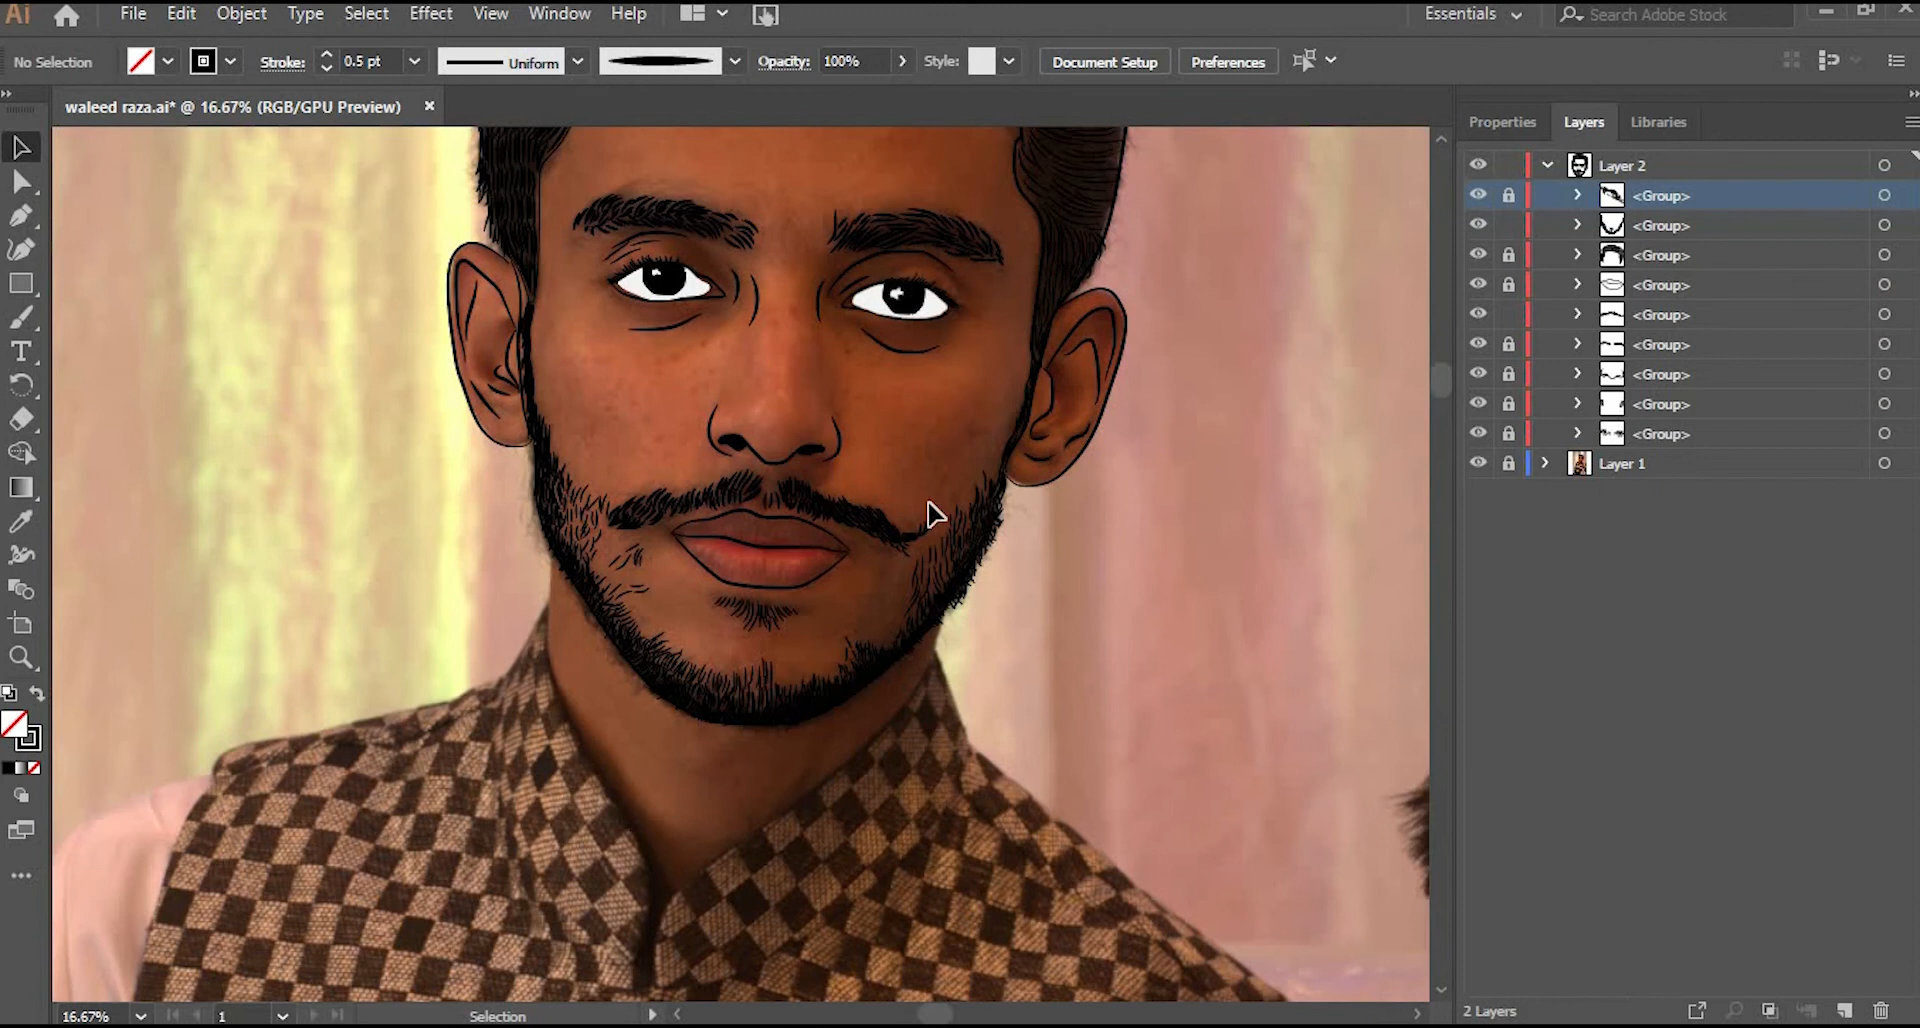 Ai File Edit Object Type Select Effect View Window Help Essentials Search Adobe Stock
No Selection Stroke: 0.5 pt Uniform Opacity: 100% Style: Document Setup Preferences
waleed raza.ai* @ 16.67% (RGB/GPU Preview)
Properties Layers Libraries
Layer 2
<Group>
<Group>
<Group>
<Group>
<Group>
<Group>
<Group>
<Group>
<Group>
Layer 1
16.67% 1 Selection 2 Layers